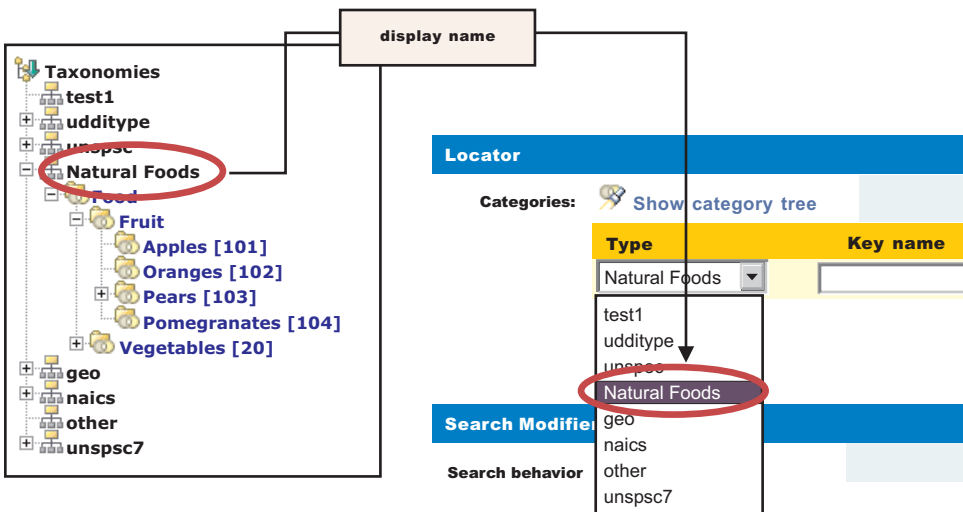 display name
Taxonomies
test1
udditype
unspsc
Natural Foods
Food
Fruit
Apples [101]
Oranges [102]
Pears [103]
Pomegranates [104]
Vegetables [20]
geo
naics
other
unspsc7
Locator
Categories:
Show category tree
Type
Key name
Natural Foods
test1
udditype
unspsc
Natural Foods
geo
naics
other
unspsc7
Search Modifie
Search behavior